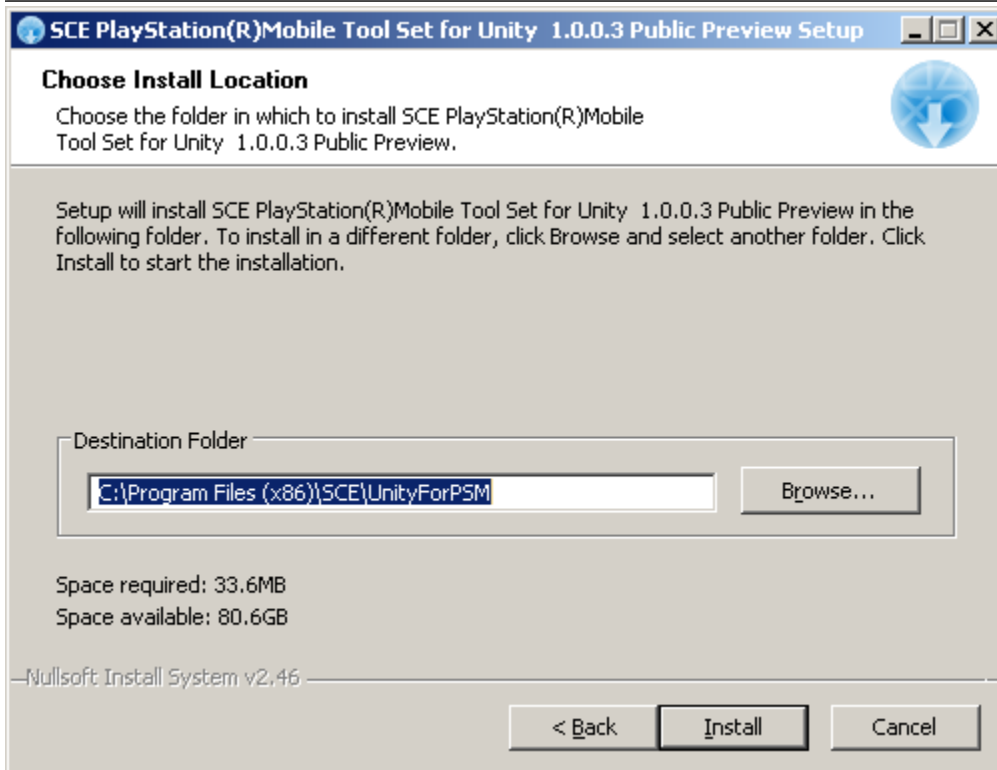 SCE PlayStation(R)Mobile Tool Set for Unity  1.0.0.3 Public Preview Setup
Choose Install Location
Choose the folder in which to install SCE PlayStation(R)Mobile
Tool Set for Unity  1.0.0.3 Public Preview.
Setup will install SCE PlayStation(R)Mobile Tool Set for Unity  1.0.0.3 Public Preview in the
following folder. To install in a different folder, click Browse and select another folder. Click
Install to start the installation.
Destination Folder
C:\Program Files (x86)\SCE\UnityForPSM
Browse...
Space required: 33.6MB
Space available: 80.6GB
Nullsoft Install System v2.46
< Back
Install
Cancel